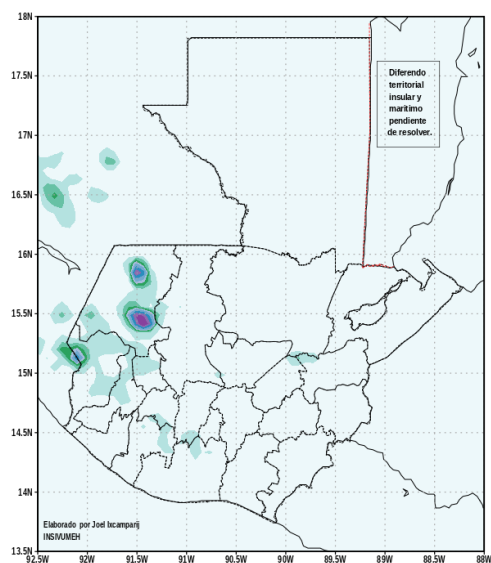 18N
17.5N
17N
16.5N
16N
15.5N
15N
14.5N
14N
13.5N
Diferendo
territorial
insular y
maritimo
pendiente
de resolver.
Elaborado por Joel Ixcamparij
INSIVUMEH
92.5W 92W 91.5W 91W 90.5W 90W 89.5W 89W 88.5W 88W